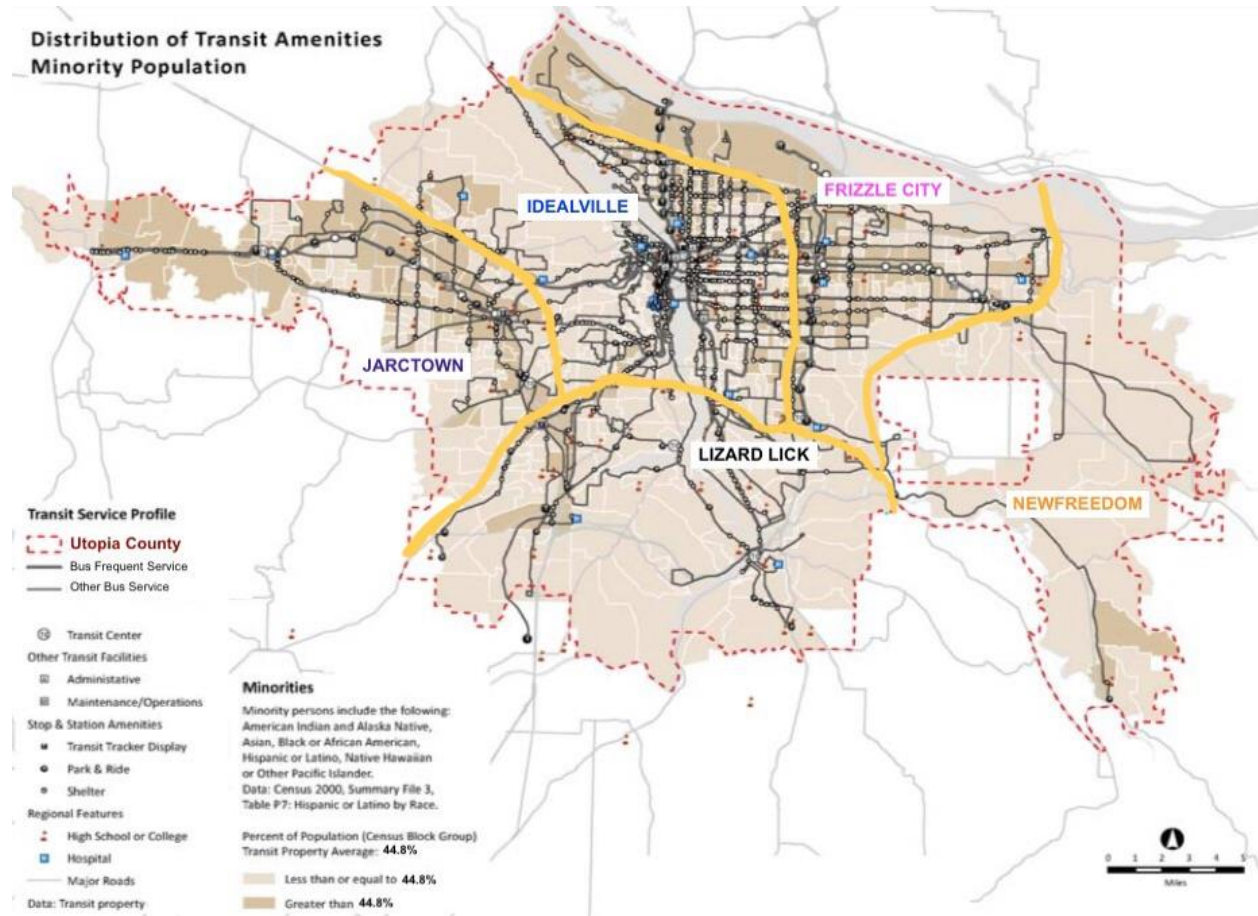 Distribution of Transit Amenities
Minority Population
FRIZZLE CITY
IDEALVILLE
JARCTOWN
LIZARD LICK
NEWFREEDOM
Transit Service Profile
Utopia County
Bus Frequent Service
Other Bus Service
Transit Center
Other Transit Facilities
Administative
Maintenance/Operations
Stop & Station Amenities
Transit Tracker Display
Park & Ride
Shelter
Regional Features
High School or College
Hospital
Major Roads
Data: Transit property
Minorities
Minority persons include the following:
American Indian and Alaska Native,
Asian, Black or African American,
Hispanic or Latino, Native Hawaiian
or Other Pacific Islander.
Data: Census 2000, Summary File 3,
Table P7: Hispanic or Latino by Race.
Percent of Population (Census Block Group)
Transit Property Average: 44.8%
Less than or equal to 44.8%
Greater than 44.8%
0 1 2 3 4 5
Miles